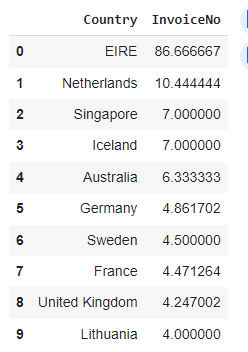 Country InvoiceNo
0 EIRE 86.666667
1 Netherlands 10.444444
2 Singapore 7.000000
3 Iceland 7.000000
4 Australia 6.333333
5 Germany 4.861702
6 Sweden 4.500000
7 France 4.471264
8 United Kingdom 4.247002
9 Lithuania 4.000000